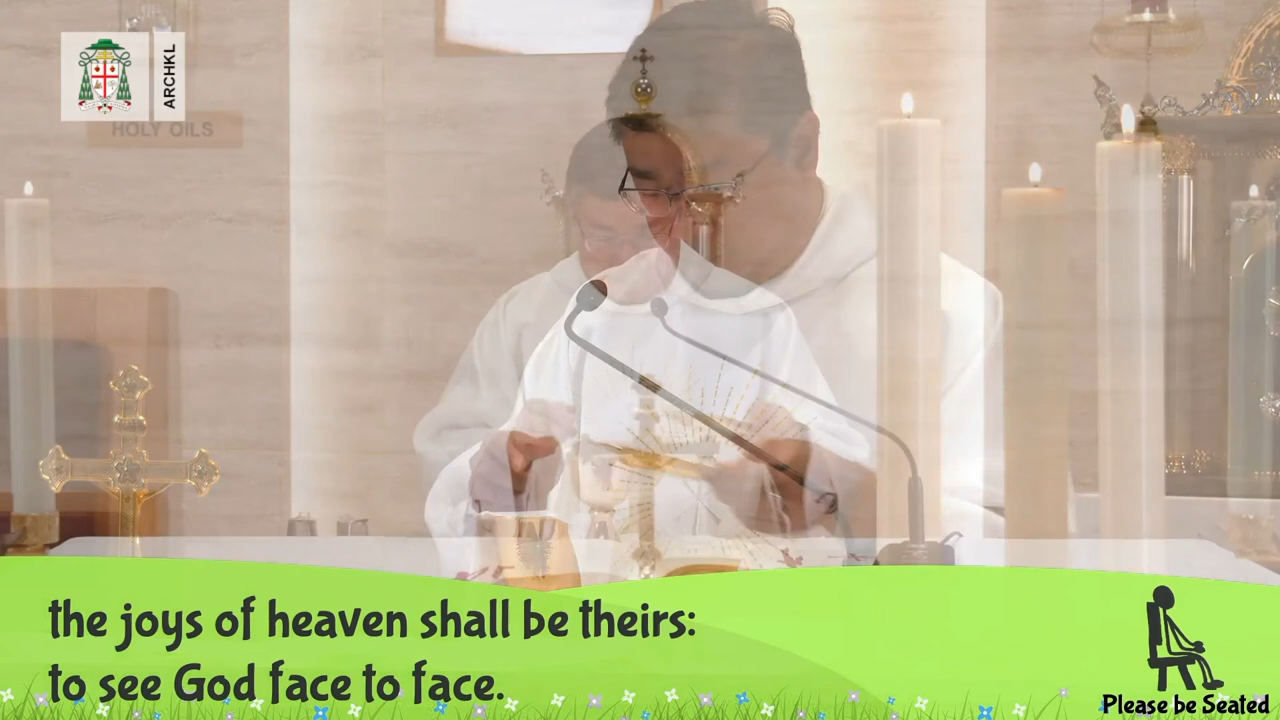 ARCHKL
HOLY OILS
the joys of heaven shall be theirs:
to see God face to face.
Please be Seated